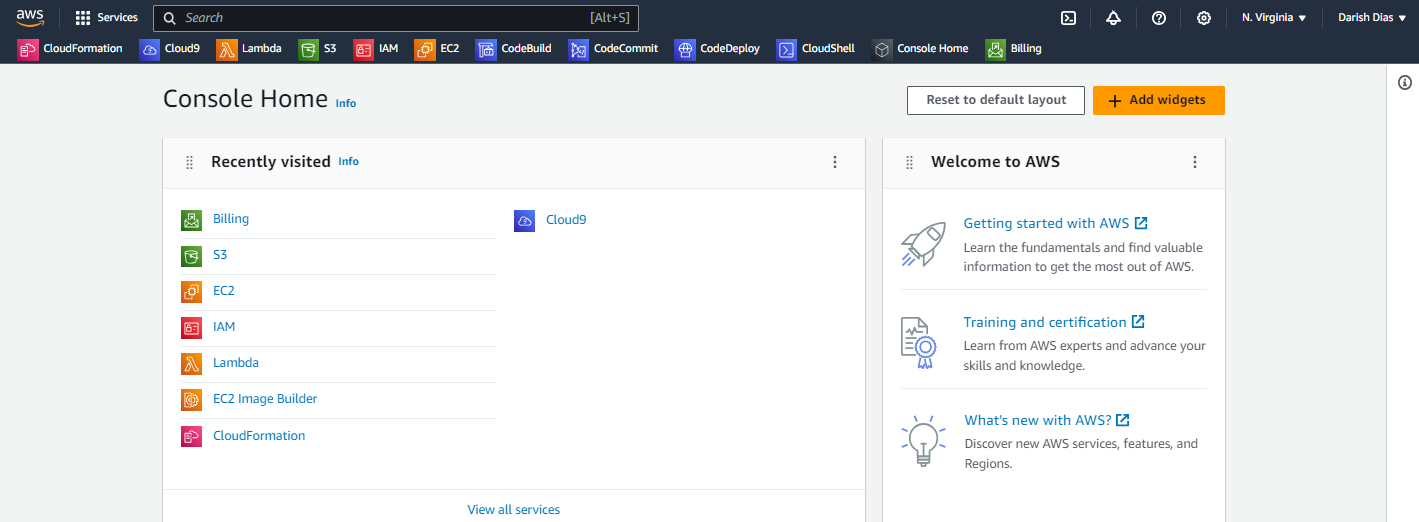 aws Services Search [Alt+S] N. Virginia Darish Dias
CloudFormation Cloud9 Lambda S3 IAM EC2 CodeBuild CodeCommit CodeDeploy CloudShell Console Home Billing
Console Home Info
Reset to default layout
Add widgets
Recently visited Info
Billing
S3
EC2
IAM
Lambda
EC2 Image Builder
CloudFormation
Cloud9
View all services
Welcome to AWS
Getting started with AWS
Learn the fundamentals and find valuable
information to get the most out of AWS.
Training and certification
Learn from AWS experts and advance your
skills and knowledge.
What's new with AWS?
Discover new AWS services, features, and
Regions.